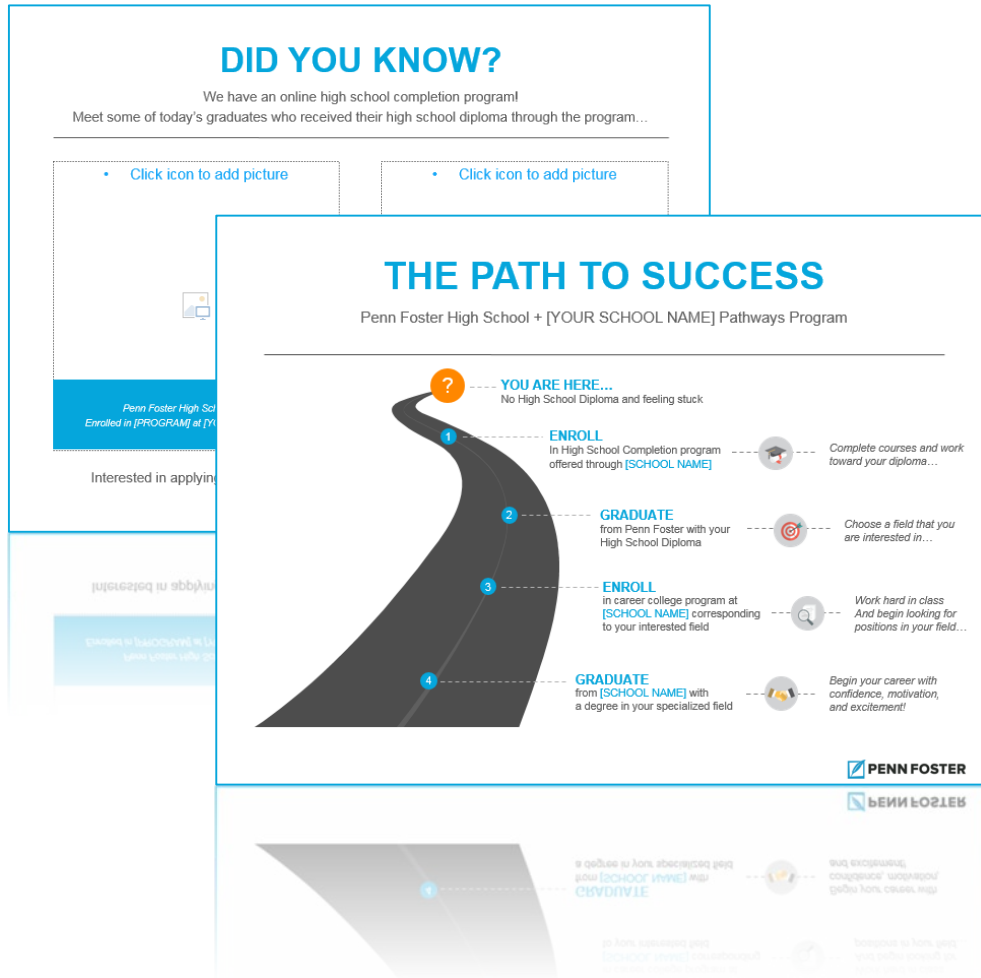 DID YOU KNOW?
We have an online high school completion program!
Meet some of today's graduates who received their high school diploma through the program…
• Click icon to add picture
• Click icon to add picture
Penn Foster High
Enrolled in [PROGRAM] at
Interested in applying
THE PATH TO SUCCESS
Penn Foster High School + [YOUR SCHOOL NAME] Pathways Program
?
YOU ARE HERE…
No High School Diploma and feeling stuck
1
ENROLL
In High School Completion program
offered through [SCHOOL NAME]
Complete courses and work
toward your diploma…
2
GRADUATE
from Penn Foster with your
High School Diploma
Choose a field that you
are interested in…
3
ENROLL
in career college program at
[SCHOOL NAME] corresponding
to your interested field
Work hard in class
And begin looking for
positions in your field…
4
GRADUATE
from [SCHOOL NAME] with
a degree in your specialized field
Begin your career with
confidence, motivation,
and excitement!
PENN FOSTER